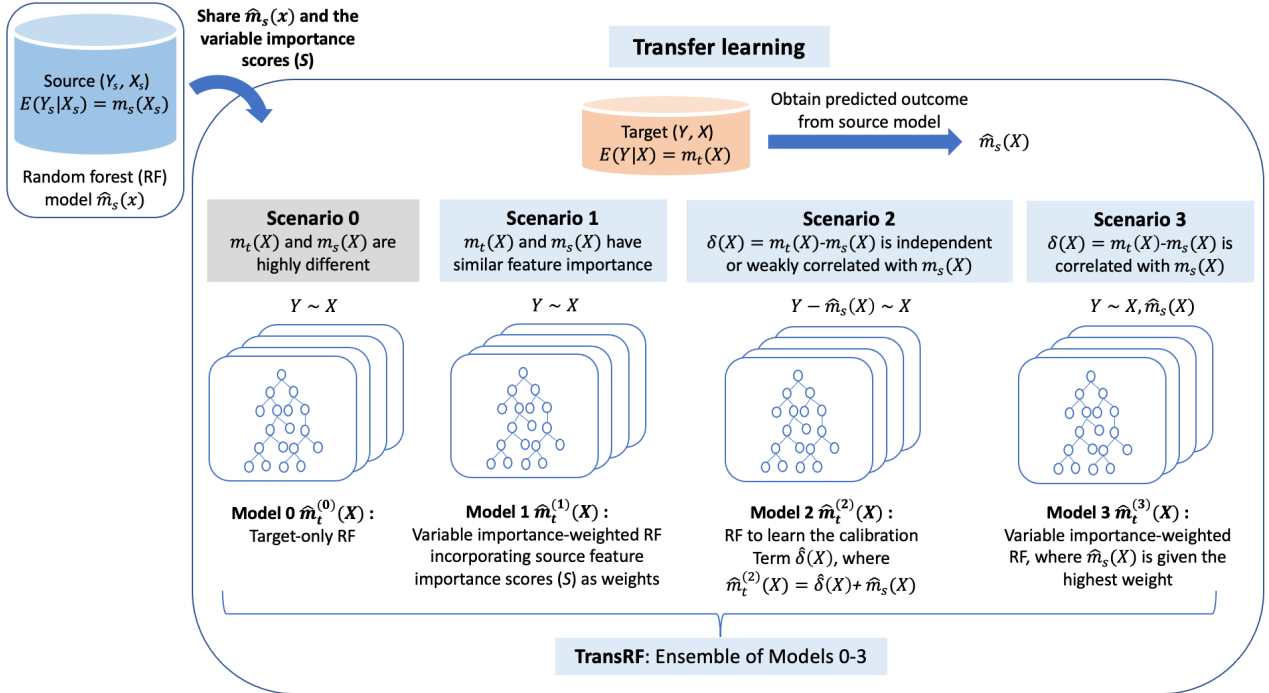 Share m̂ₛ(x) and the
variable importance
scores (S)
Transfer learning
Source (Yₛ, Xₛ)
E(Yₛ|Xₛ) = mₛ(Xₛ)
Random forest (RF)
model m̂ₛ(x)
Target (Y, X)
E(Y|X) = mₜ(X)
Obtain predicted outcome
from source model
m̂ₛ(X)
Scenario 0
mₜ(X) and mₛ(X) are
highly different
Scenario 1
mₜ(X) and mₛ(X) have
similar feature importance
Scenario 2
δ(X) = mₜ(X)-mₛ(X) is independent
or weakly correlated with mₛ(X)
Scenario 3
δ(X) = mₜ(X)-mₛ(X) is
correlated with mₛ(X)
Y ~ X
Y ~ X
Y − m̂ₛ(X) ~ X
Y ~ X, m̂ₛ(X)
Model 0 m̂ₜ⁽⁰⁾(X) :
Target-only RF
Model 1 m̂ₜ⁽¹⁾(X) :
Variable importance-weighted RF
incorporating source feature
importance scores (S) as weights
Model 2 m̂ₜ⁽²⁾(X) :
RF to learn the calibration
Term δ̂(X), where
m̂ₜ⁽²⁾(X) = δ̂(X)+ m̂ₛ(X)
Model 3 m̂ₜ⁽³⁾(X) :
Variable importance-weighted
RF, where m̂ₛ(X) is given the
highest weight
TransRF: Ensemble of Models 0-3